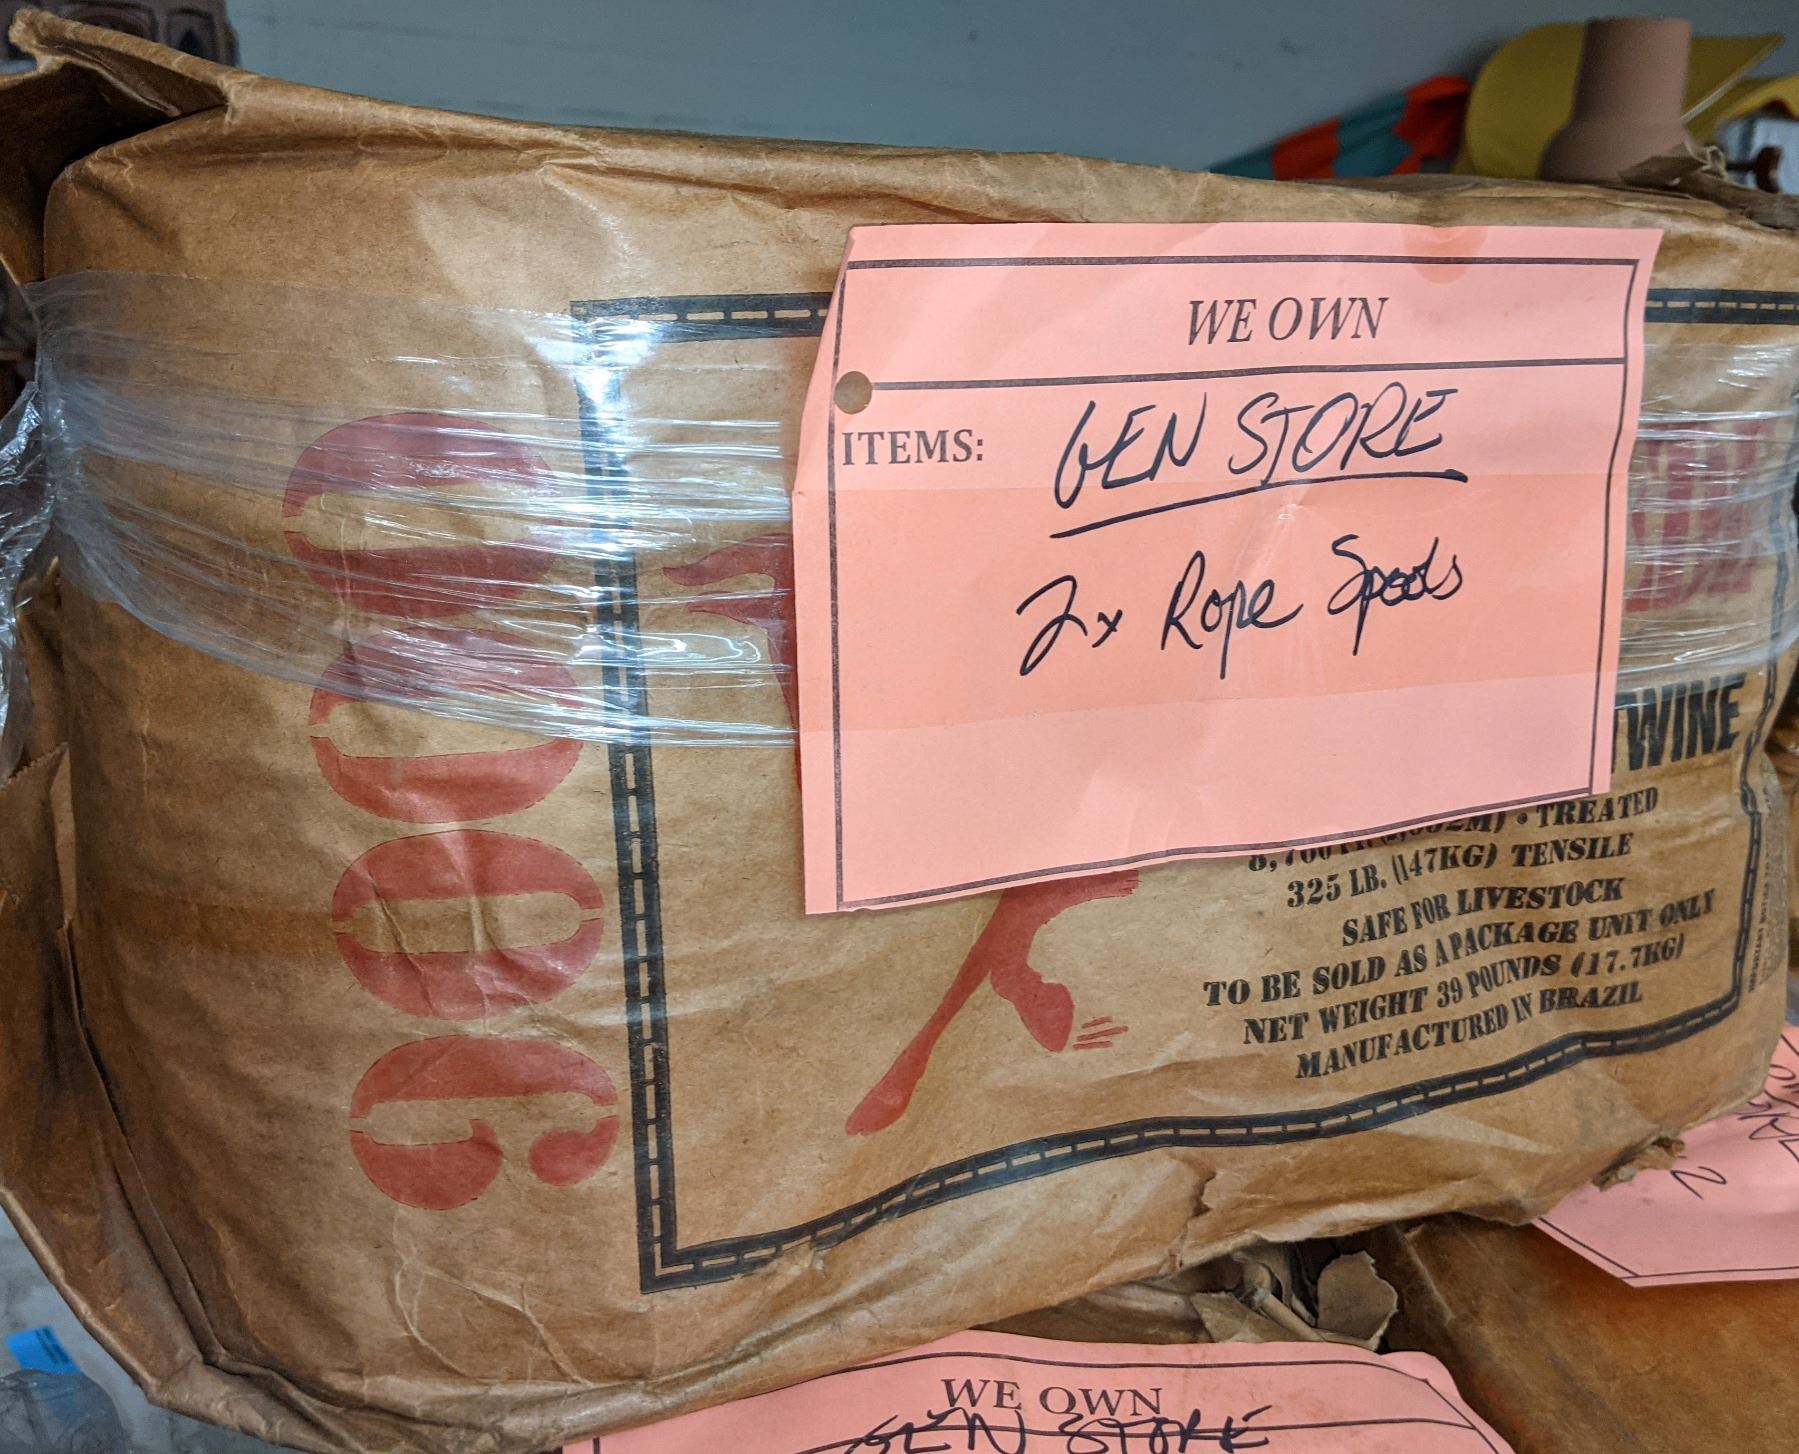 9000
WE OWN
ITEMS: GEN STORE
2x Rope Spools
TWINE
TREATED
325 LB. (147KG) TENSILE
SAFE FOR LIVESTOCK
TO BE SOLD AS A PACKAGE UNIT ONLY
NET WEIGHT 39 POUNDS (17.7KG)
MANUFACTURED IN BRAZIL
WE OWN
GEN STORE